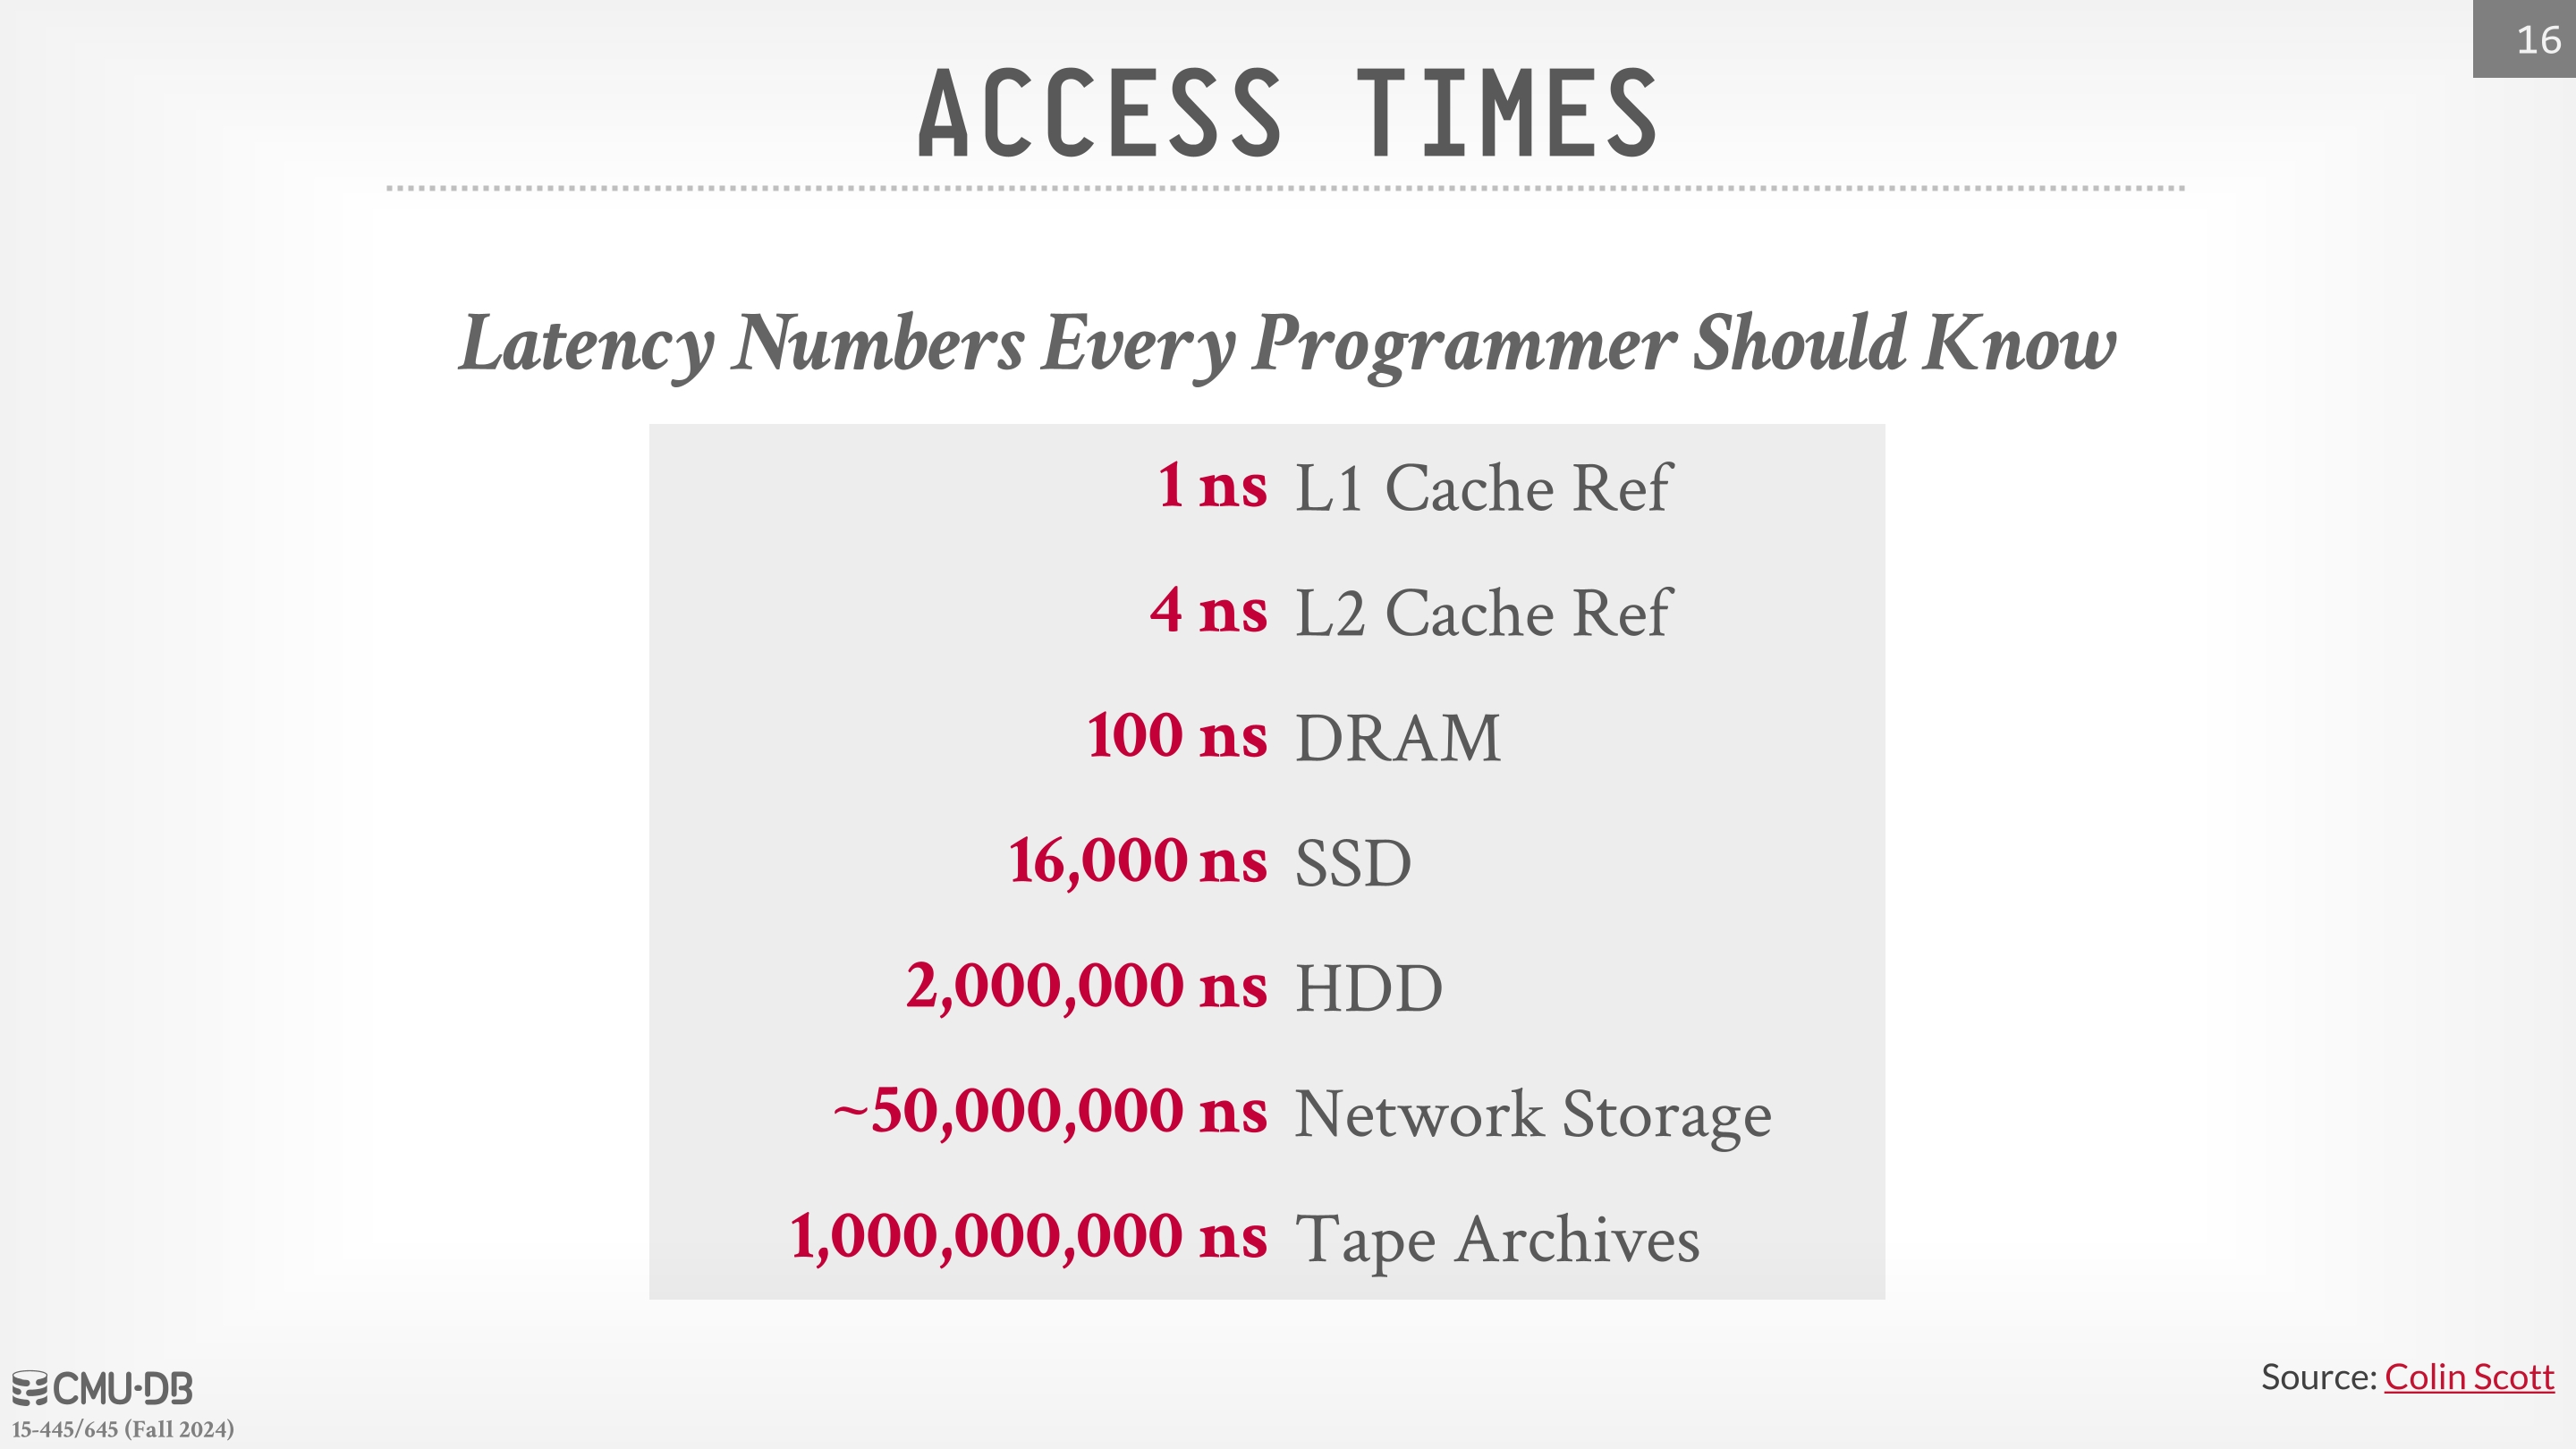 16
ACCESS TIMES
Latency Numbers Every Programmer Should Know
1 ns L1 Cache Ref
4 ns L2 Cache Ref
100 ns DRAM
16,000 ns SSD
2,000,000 ns HDD
~50,000,000 ns Network Storage
1,000,000,000 ns Tape Archives
CMU·DB
15-445/645 (Fall 2024)
Source: Colin Scott